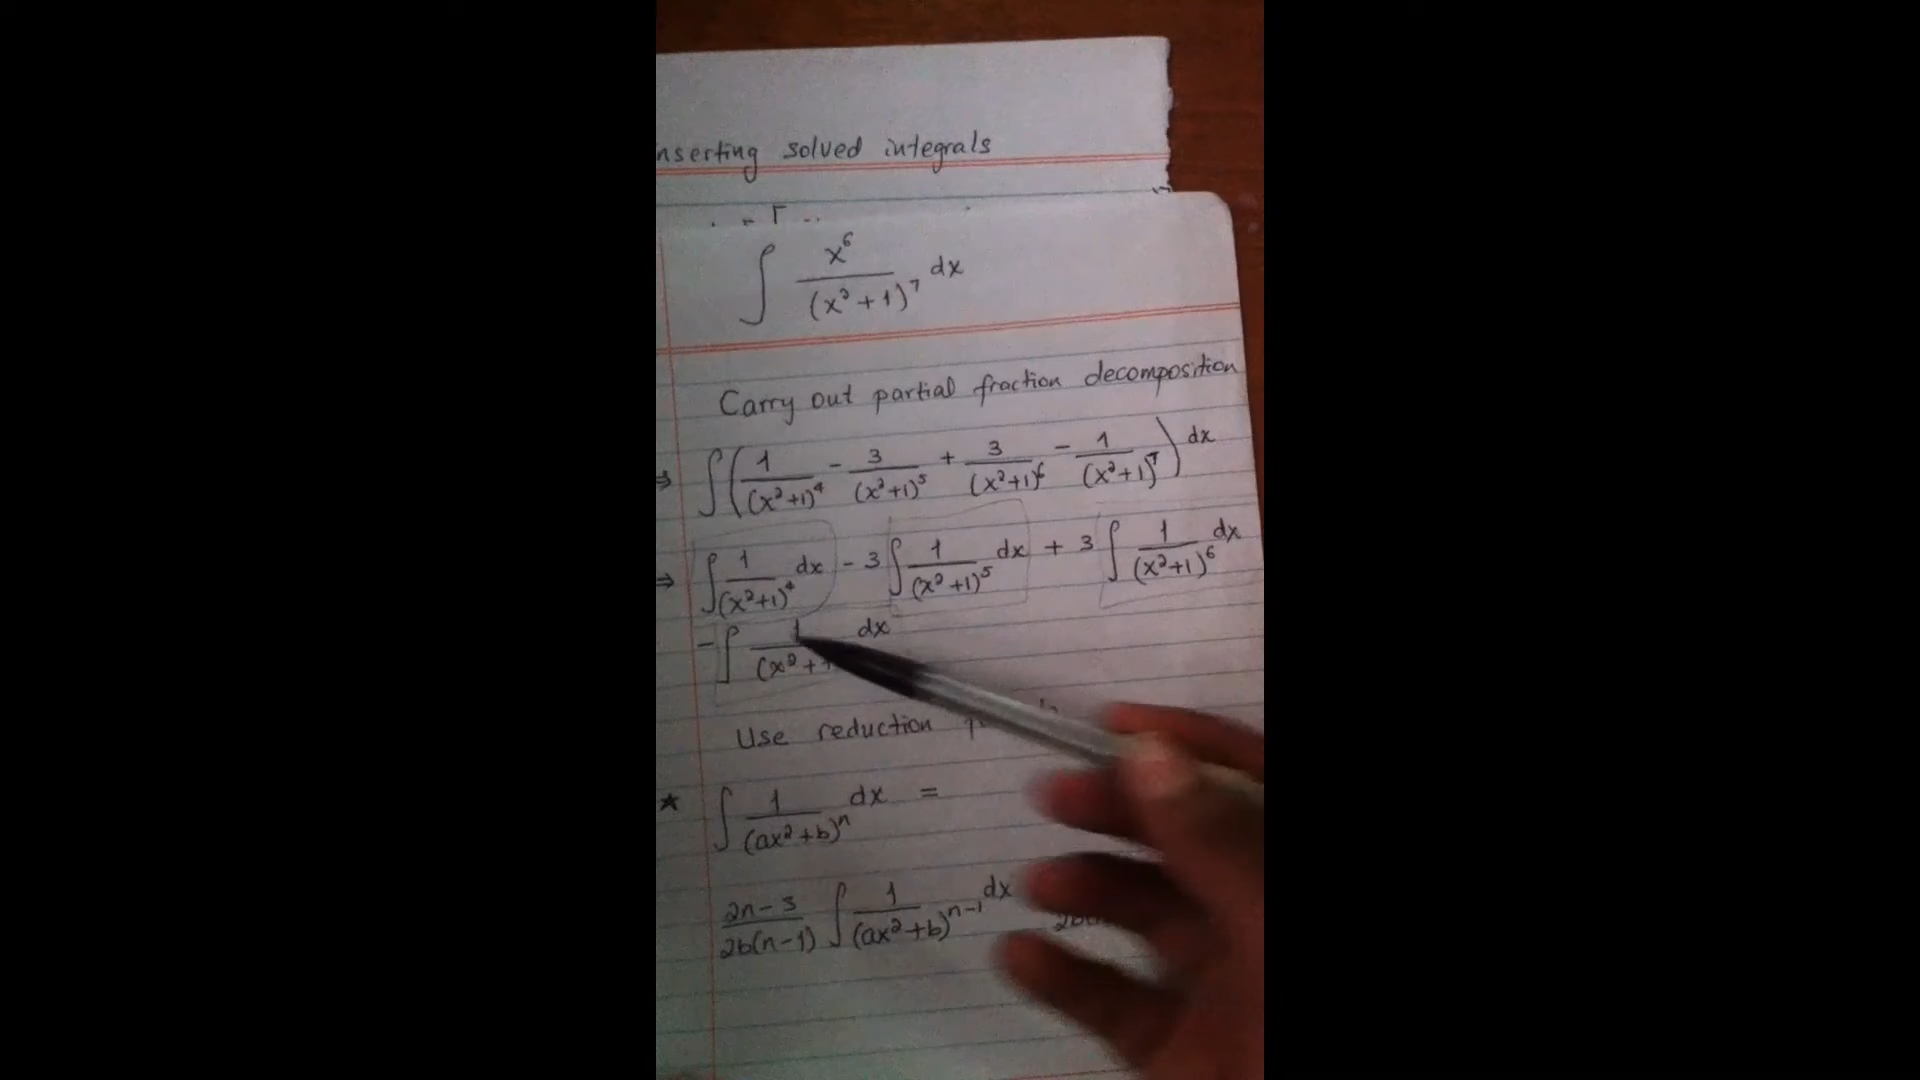 nserting solved integrals
∫ x⁶/(x²+1)⁷ dx
Carry out partial fraction decomposition
⇒ ∫(1/(x²+1)⁴ - 3/(x²+1)⁵ + 3/(x²+1)⁶ - 1/(x²+1)⁷) dx
⇒ ∫ 1/(x²+1)⁴ dx - 3 ∫ 1/(x²+1)⁵ dx + 3 ∫ 1/(x²+1)⁶ dx
- ∫ 1/(x²+ dx
Use reduction
★ ∫ 1/(ax²+b)ⁿ dx =
2n-3/2b(n-1) ∫ 1/(ax²+b)ⁿ⁻¹ dx